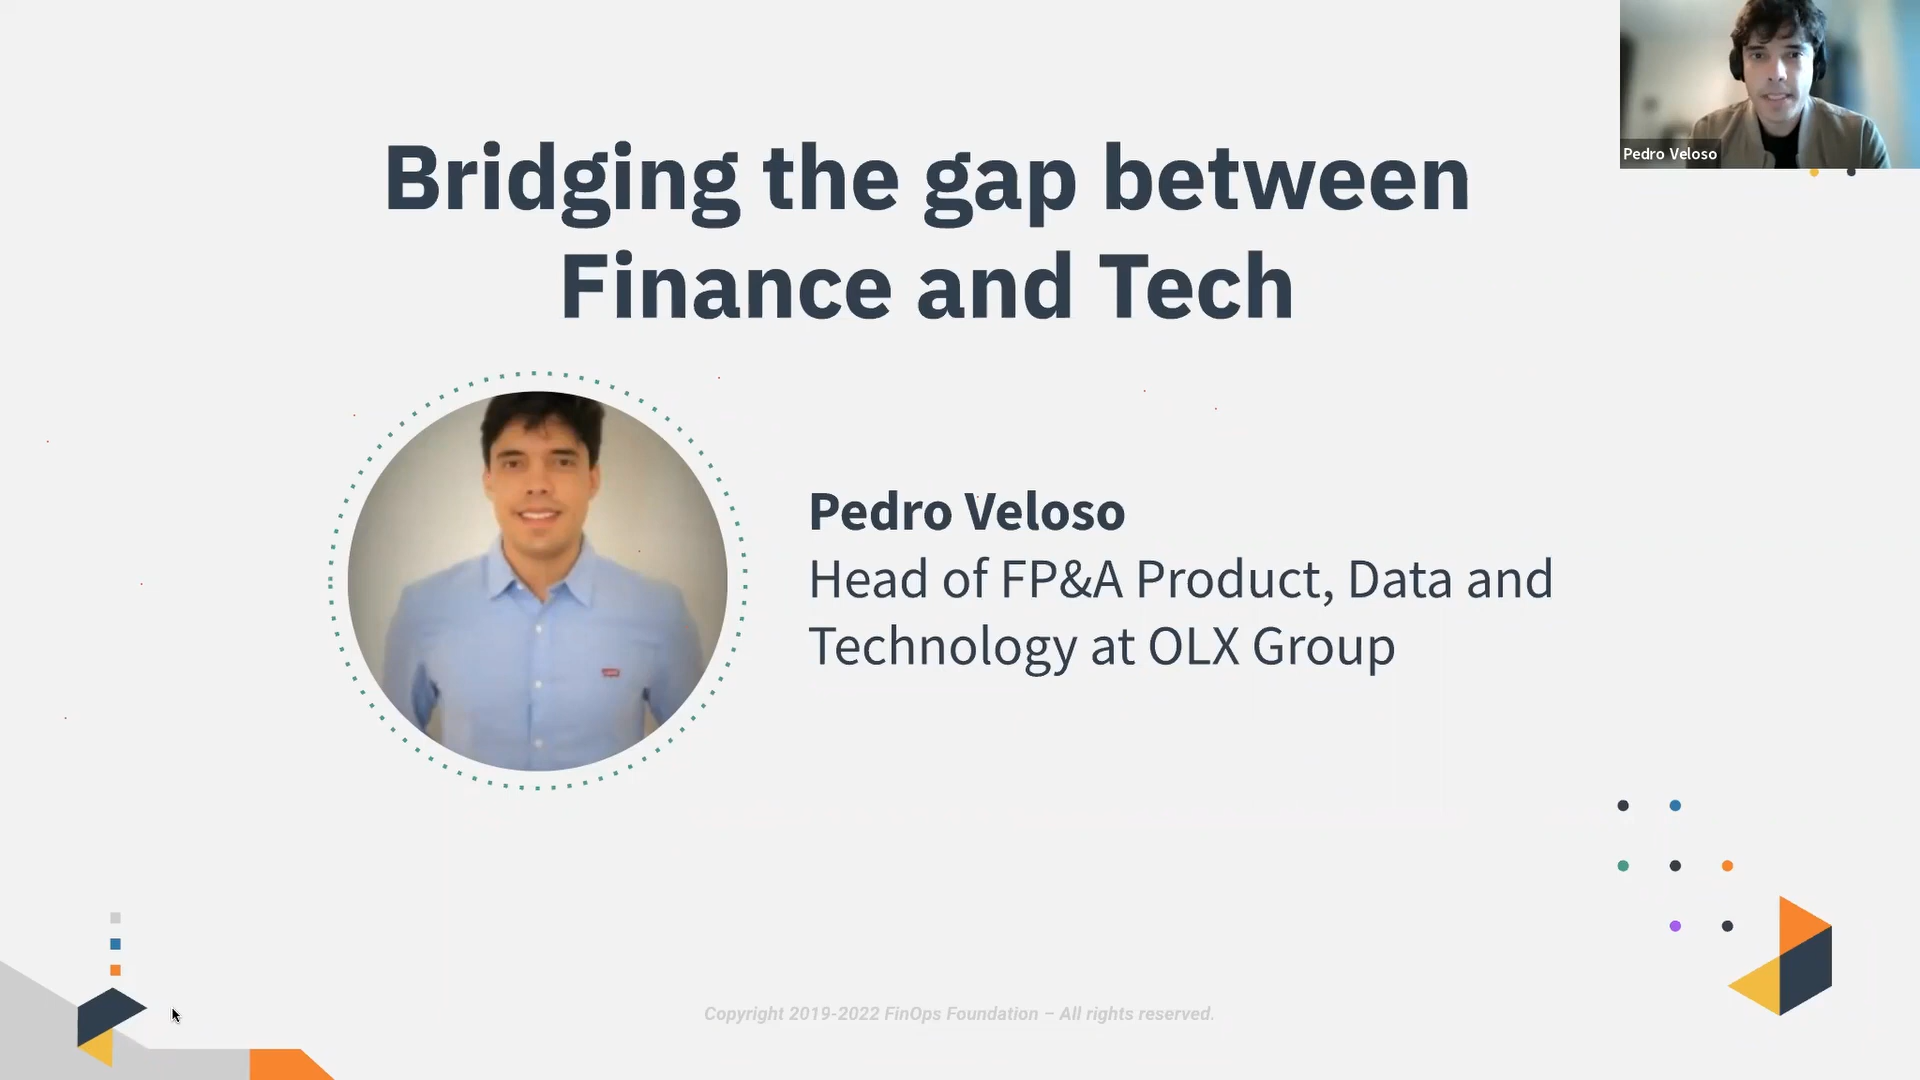 Bridging the gap between
Finance and Tech
Pedro Veloso
Pedro Veloso
Head of FP&A Product, Data and
Technology at OLX Group
Copyright 2019-2022 FinOps Foundation – All rights reserved.